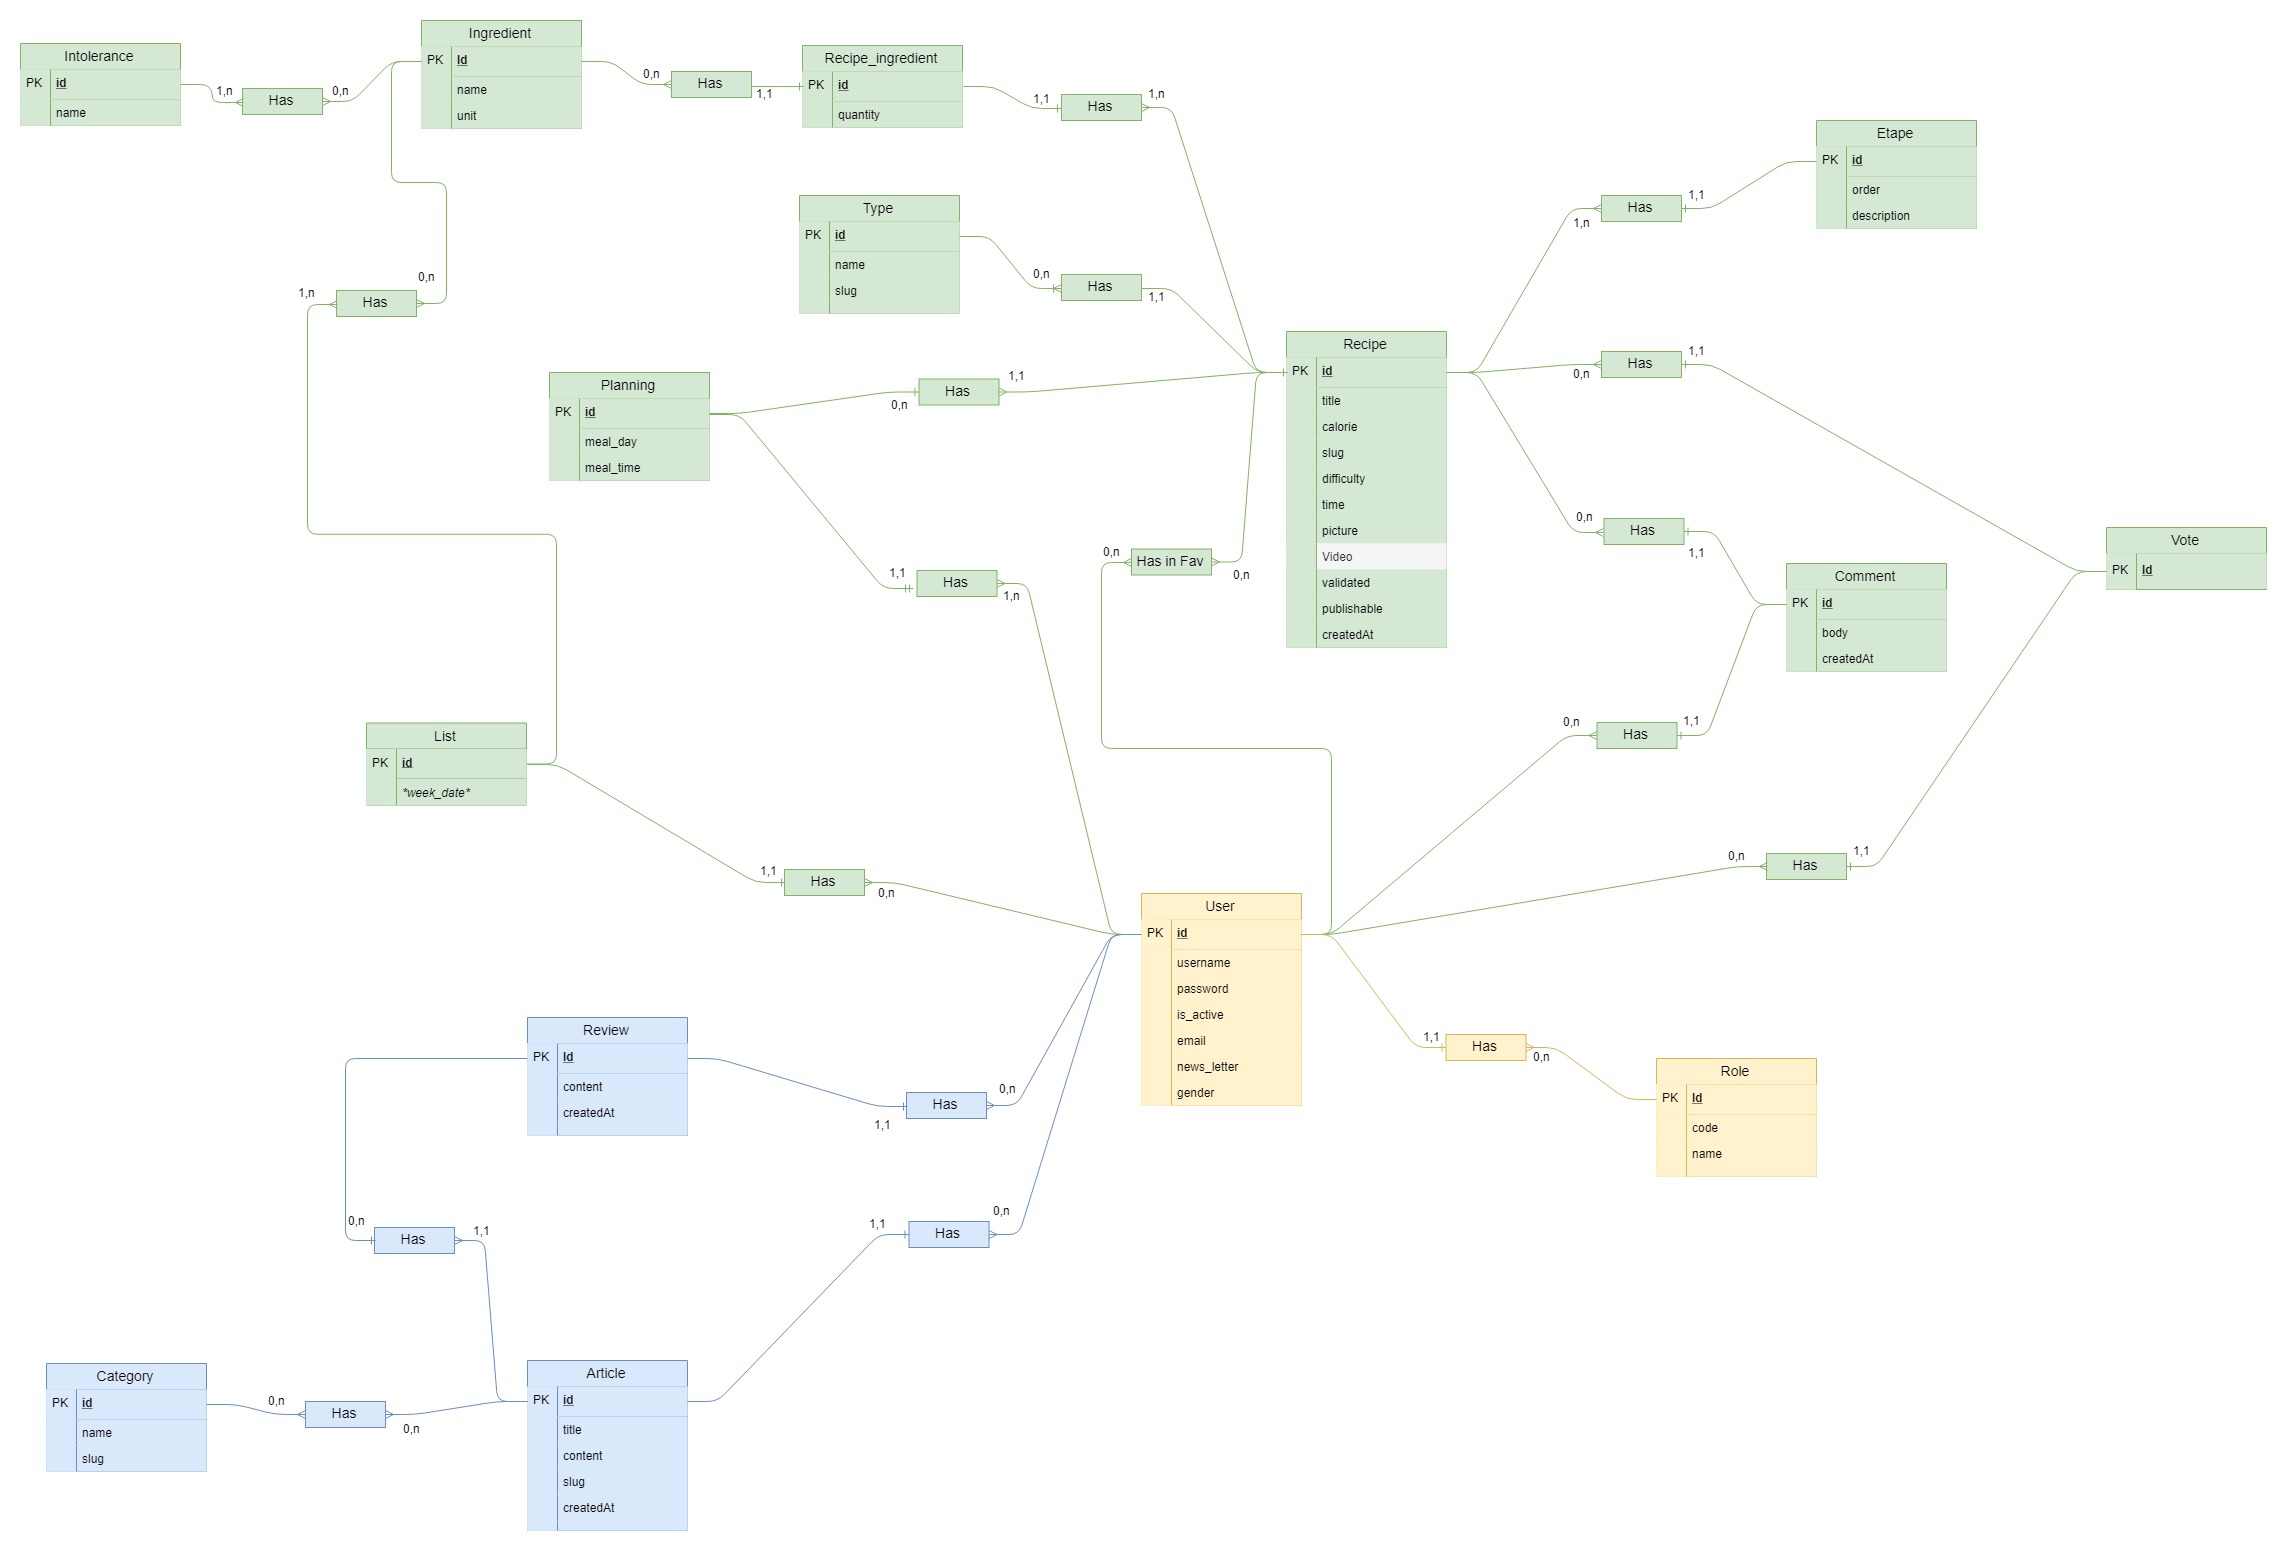 Intolerance
PK id
name
1,n
Has
0,n
Ingredient
PK Id
name
unit
0,n
Has
1,1
Recipe_ingredient
PK id
quantity
1,1
Has
1,n
Etape
PK id
order
description
1,n
Has
1,1
Type
PK id
name
slug
0,n
Has
1,1
1,n
Has
0,n
Planning
PK id
meal_day
meal_time
0,n
Has
1,1
1,1
Has
1,n
Recipe
PK id
title
calorie
slug
difficulty
time
picture
Video
validated
publishable
createdAt
0,n
Has
1,1
0,n
Has
1,1
0,n
Has in Fav
0,n
Vote
PK Id
Comment
PK id
body
createdAt
0,n
Has
1,1
0,n
Has
1,1
List
PK id
*week_date*
1,1
Has
0,n
User
PK id
username
password
is_active
email
news_letter
gender
1,1
Has
0,n
Role
PK Id
code
name
Review
PK Id
content
createdAt
1,1
Has
0,n
0,n
Has
1,1
1,1
Has
0,n
Category
PK id
name
slug
0,n
Has
0,n
Article
PK id
title
content
slug
createdAt